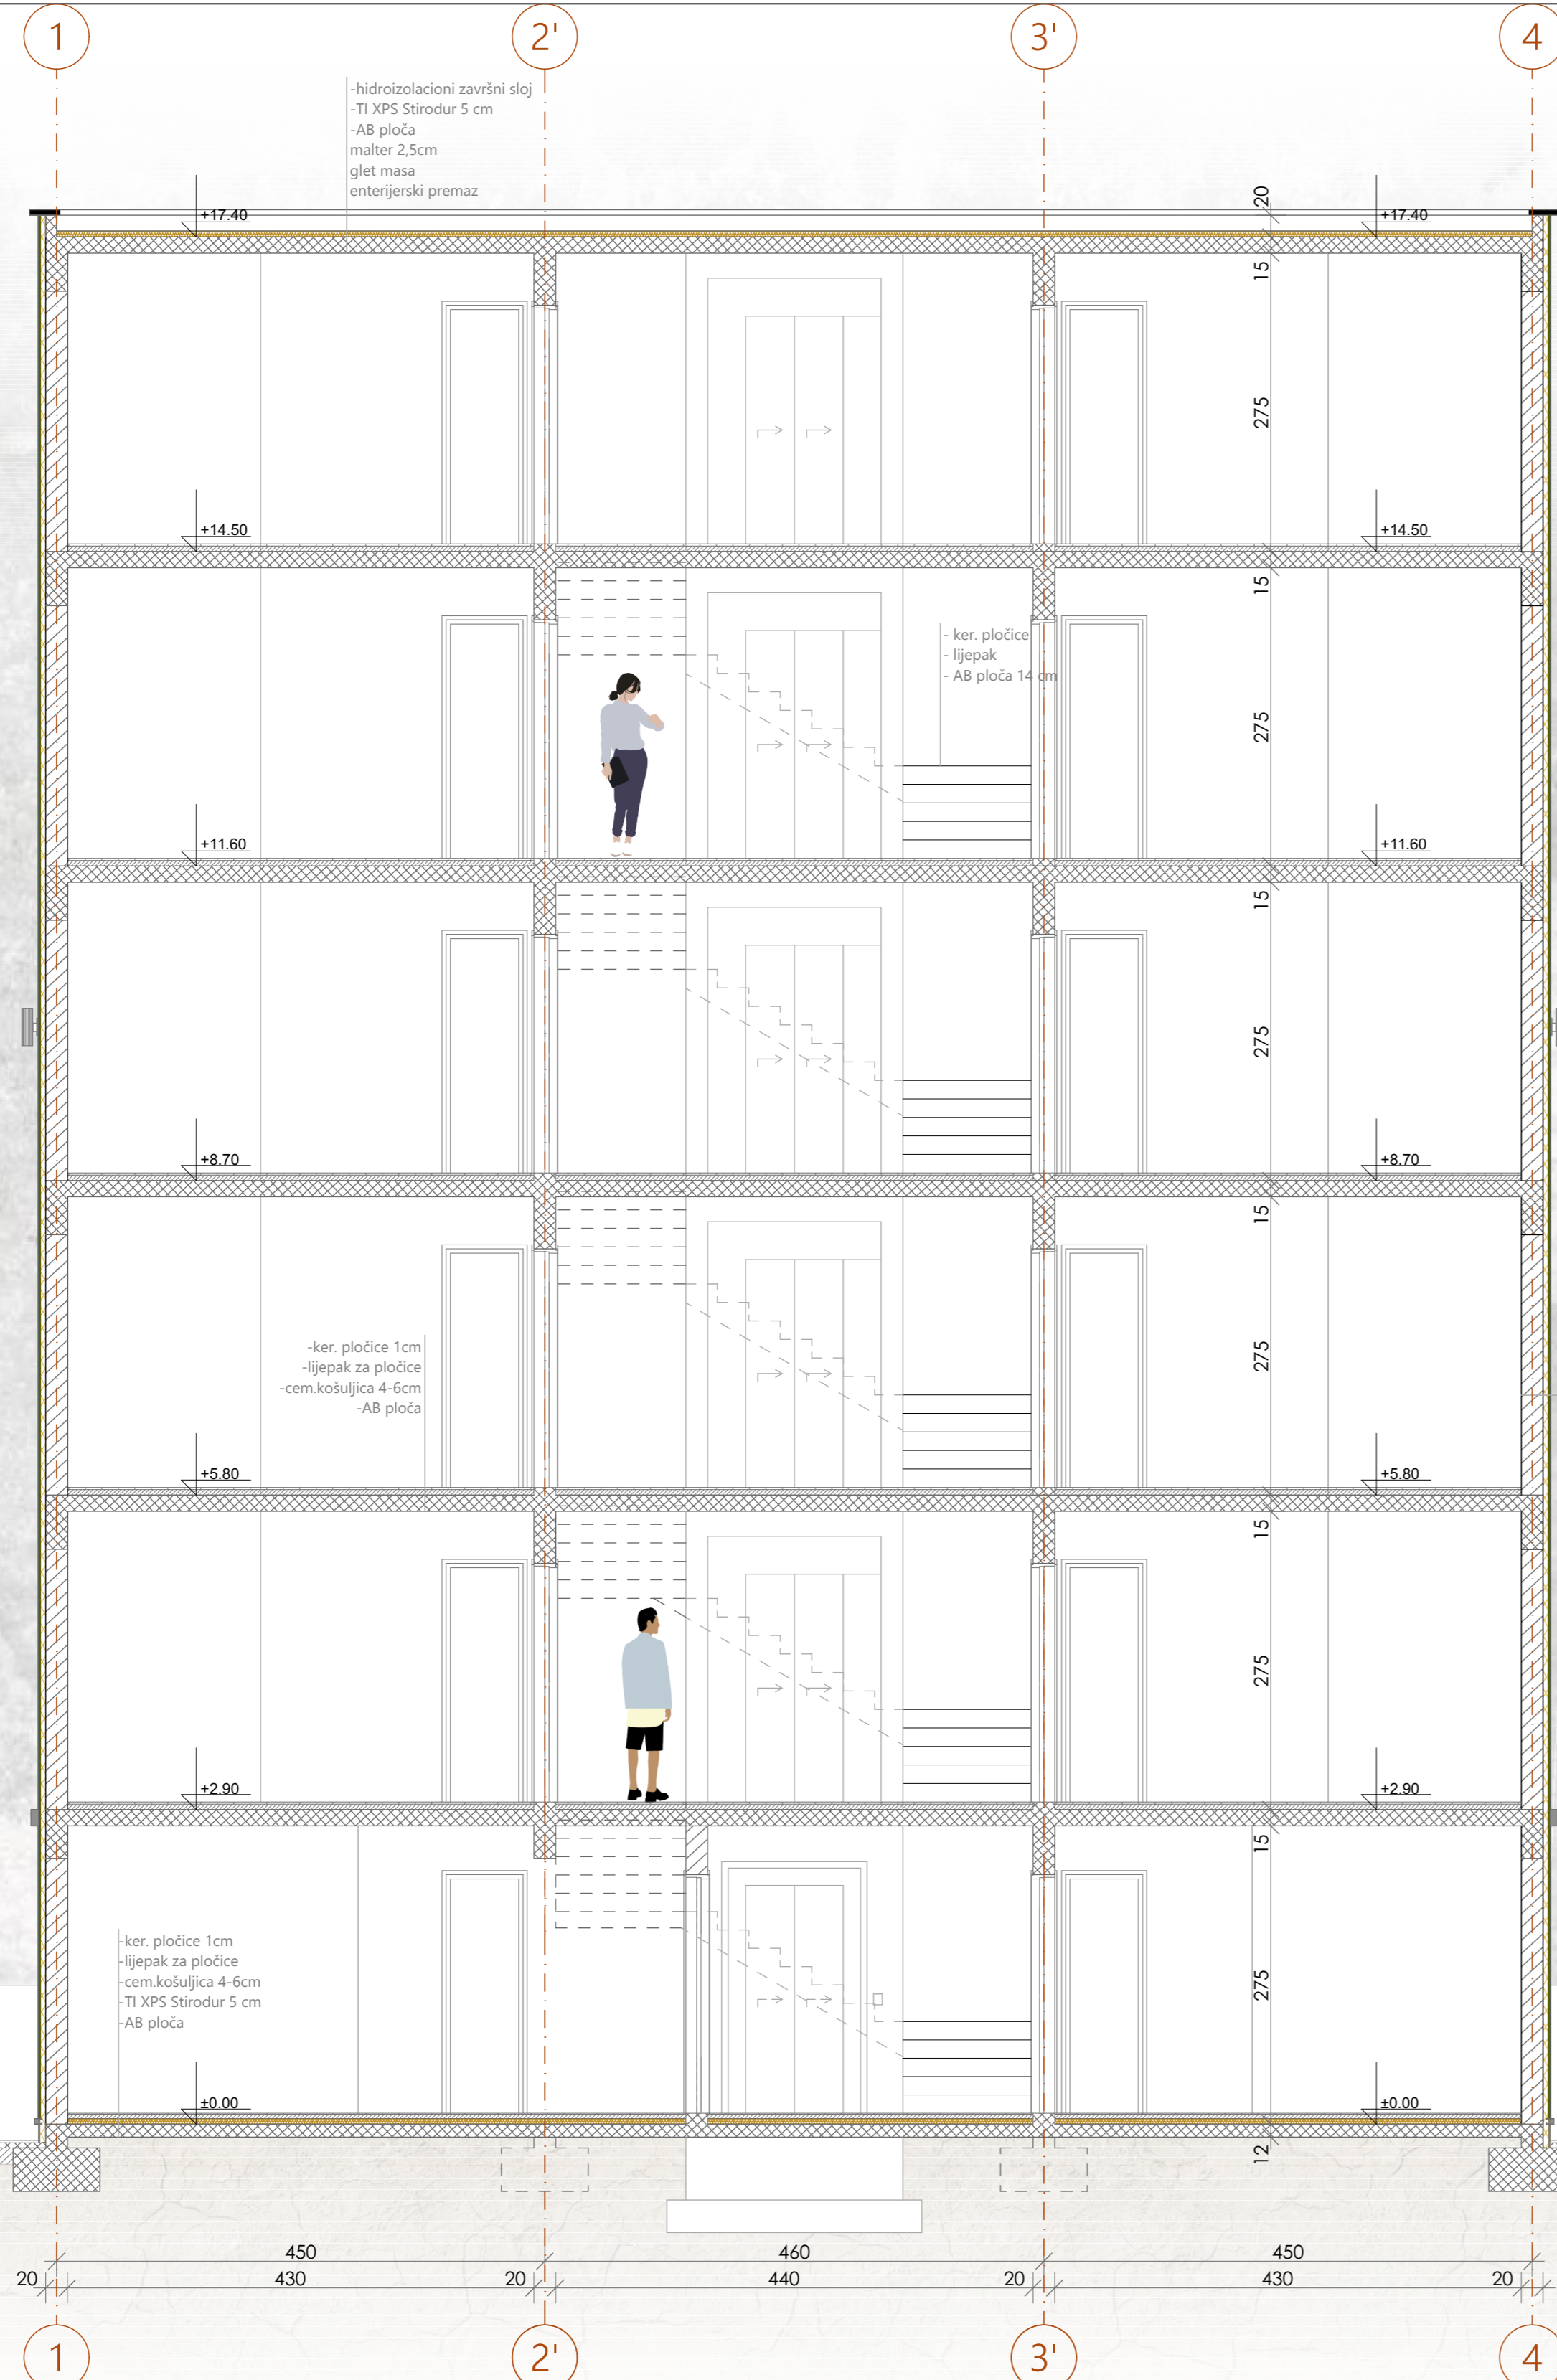 1 2' 3' 4
-hidroizolacioni završni sloj
-TI XPS Stirodur 5 cm
-AB ploča
malter 2,5cm
glet masa
enterijerski premaz
20
+17.40 +17.40
15
275
+14.50 +14.50
15
- ker. pločice
- lijepak
- AB ploča 14 cm
275
+11.60 +11.60
15
275
+8.70 +8.70
15
-ker. pločice 1cm
-lijepak za pločice
-cem.košuljica 4-6cm
-AB ploča
275
+5.80 +5.80
15
275
+2.90 +2.90
15
-ker. pločice 1cm
-lijepak za pločice
-cem.košuljica 4-6cm
-TI XPS Stirodur 5 cm
-AB ploča
275
±0.00 ±0.00
12
450 460 450
20 430 20 440 20 430 20
1 2' 3' 4